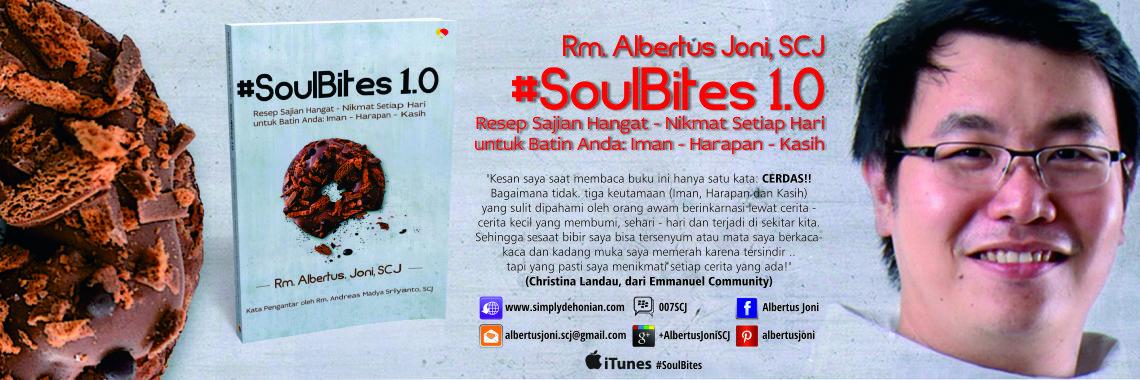 #SoulBites 1.0
Resep Sajian Hangat - Nikmat Setiap Hari
untuk Batin Anda: Iman - Harapan - Kasih
Rm. Albertus. Joni, SCJ
Kata Pengantar oleh Rm. Andreas Madya Sriyanto, SCJ
Rm. Albertus Joni, SCJ
#SoulBites 1.0
Resep Sajian Hangat - Nikmat Setiap Hari
untuk Batin Anda: Iman - Harapan - Kasih
"Kesan saya saat membaca buku ini hanya satu kata: CERDAS!!
Bagaimana tidak. tiga keutamaan (Iman, Harapan dan Kasih)
yang sulit dipahami oleh orang awam berinkarnasi lewat cerita -
cerita kecil yang membumi, sehari - hari dan terjadi di sekitar kita.
Sehingga sesaat bibir saya bisa tersenyum atau mata saya berkaca-
kaca dan kadang muka saya memerah karena tersindir ..
tapi yang pasti saya menikmati setiap cerita yang ada!"
(Christina Landau, dari Emmanuel Community)
www.simplydehonian.com 007SCJ f Albertus Joni
albertusjoni.scj@gmail.com g+ +AlbertusJoniSCJ albertusjoni
iTunes #SoulBites